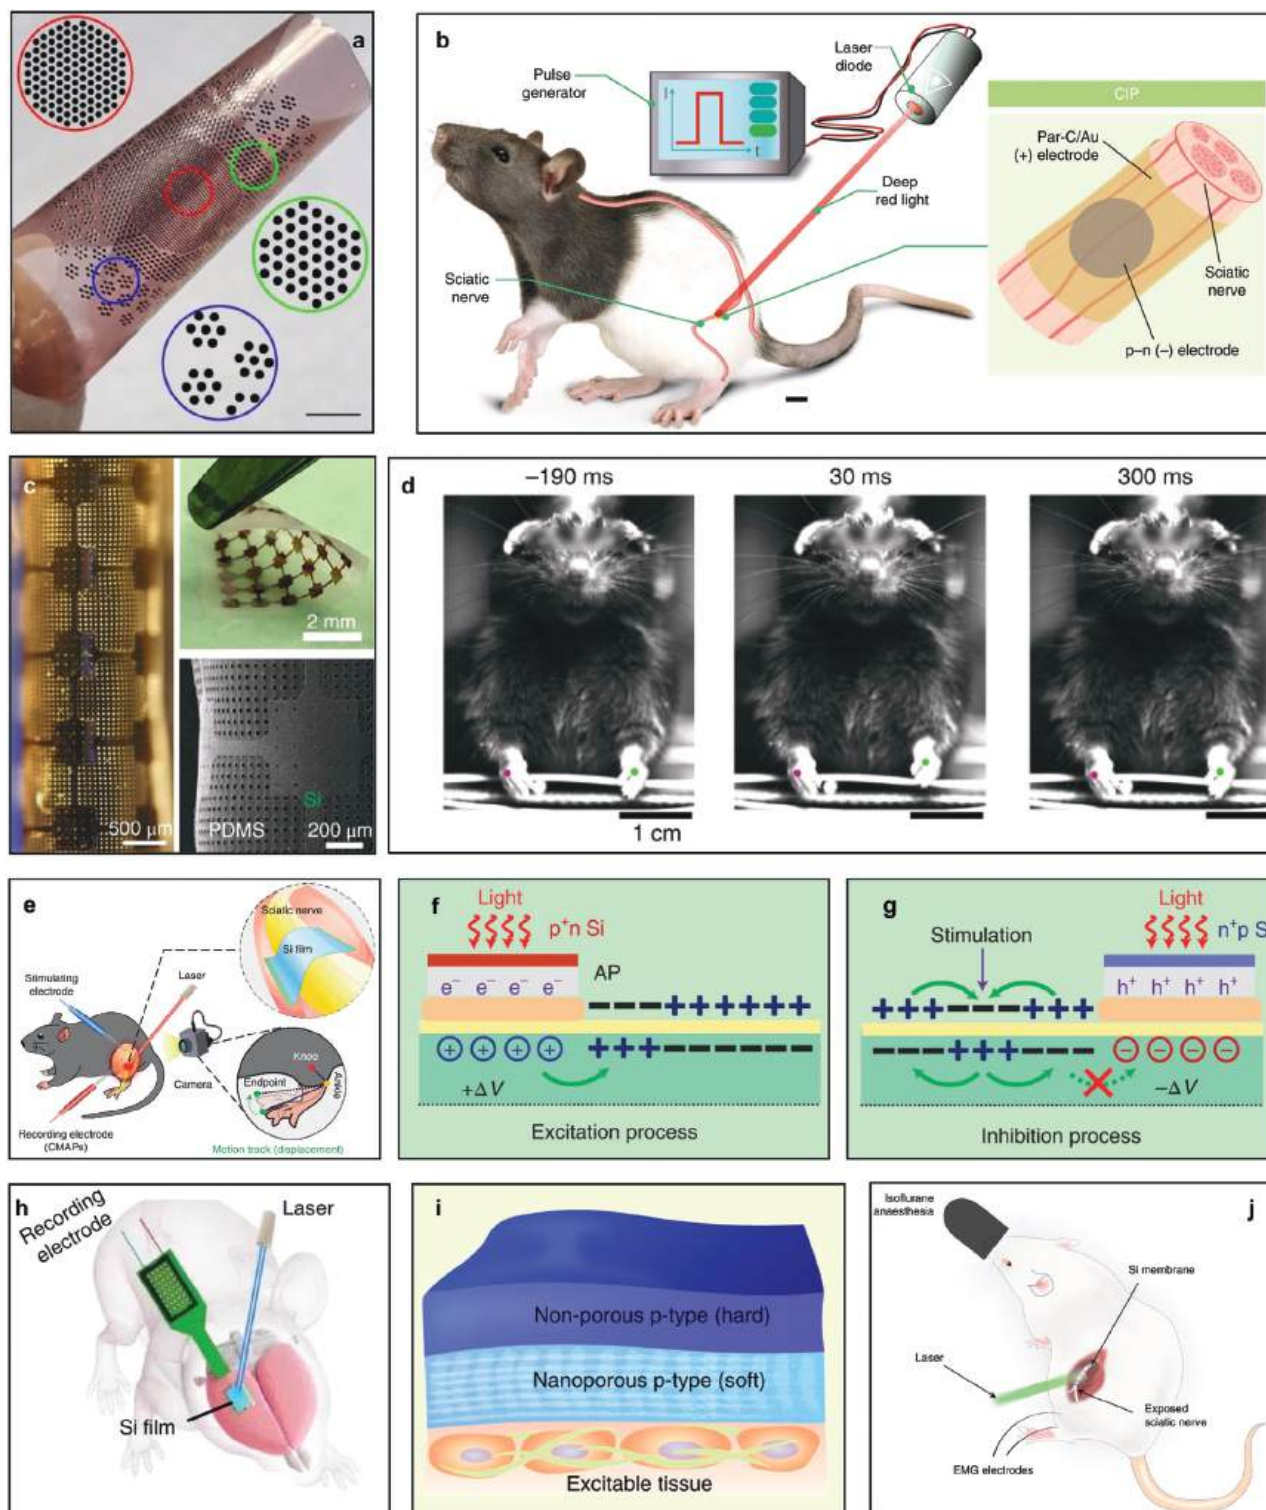 a
b
Pulse
generator
I
t
Laser
diode
Deep
red light
Sciatic
nerve
CIP
Par-C/Au
(+) electrode
Sciatic
nerve
p–n (–) electrode
c
500 μm
2 mm
Si
PDMS
200 μm
d
–190 ms
30 ms
300 ms
1 cm
e
Sciatic nerve
Si film
Stimulating
electrode
Laser
Camera
Knee
Endpoint
Ankle
Recording electrode
(CMAPs)
Motion track (displacement)
f
Light
p⁺n Si
e⁻ e⁻ e⁻ e⁻
AP
– – – + + + + + +
+ + + +
+ + + – – – – – –
+Δ V
Excitation process
g
Light
n⁺p S
Stimulation
h⁺ h⁺ h⁺ h⁺
+ + + – – – + + +
– – – + + + – – –
– – – –
–Δ V
Inhibition process
h
Recording
electrode
Laser
Si film
i
Non-porous p-type (hard)
Nanoporous p-type (soft)
Excitable tissue
j
Isoflurane
anaesthesia
Si membrane
Laser
Exposed
sciatic nerve
EMG electrodes